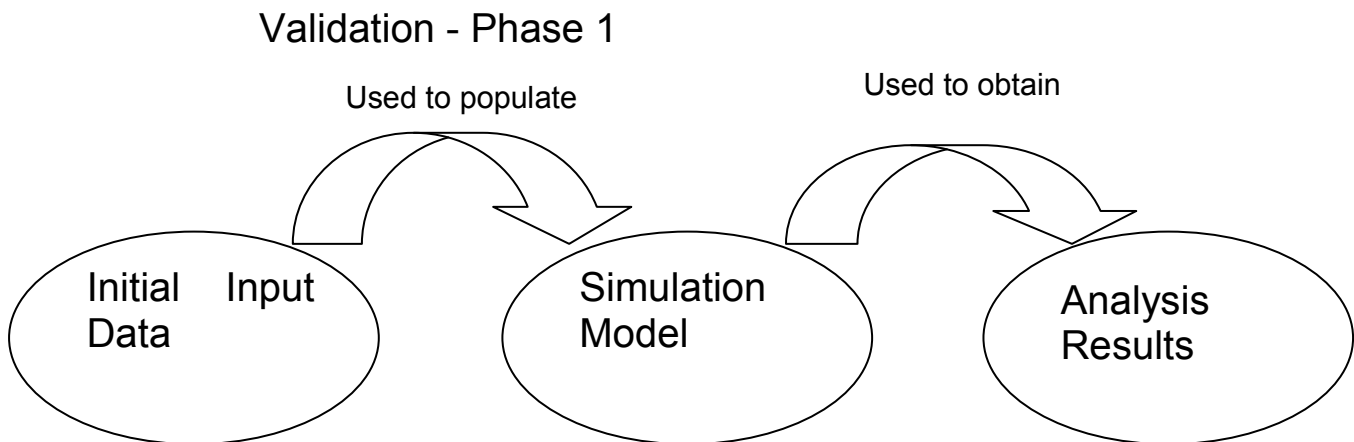 Validation - Phase 1
Used to populate
Used to obtain
Initial Input
Data
Simulation
Model
Analysis
Results